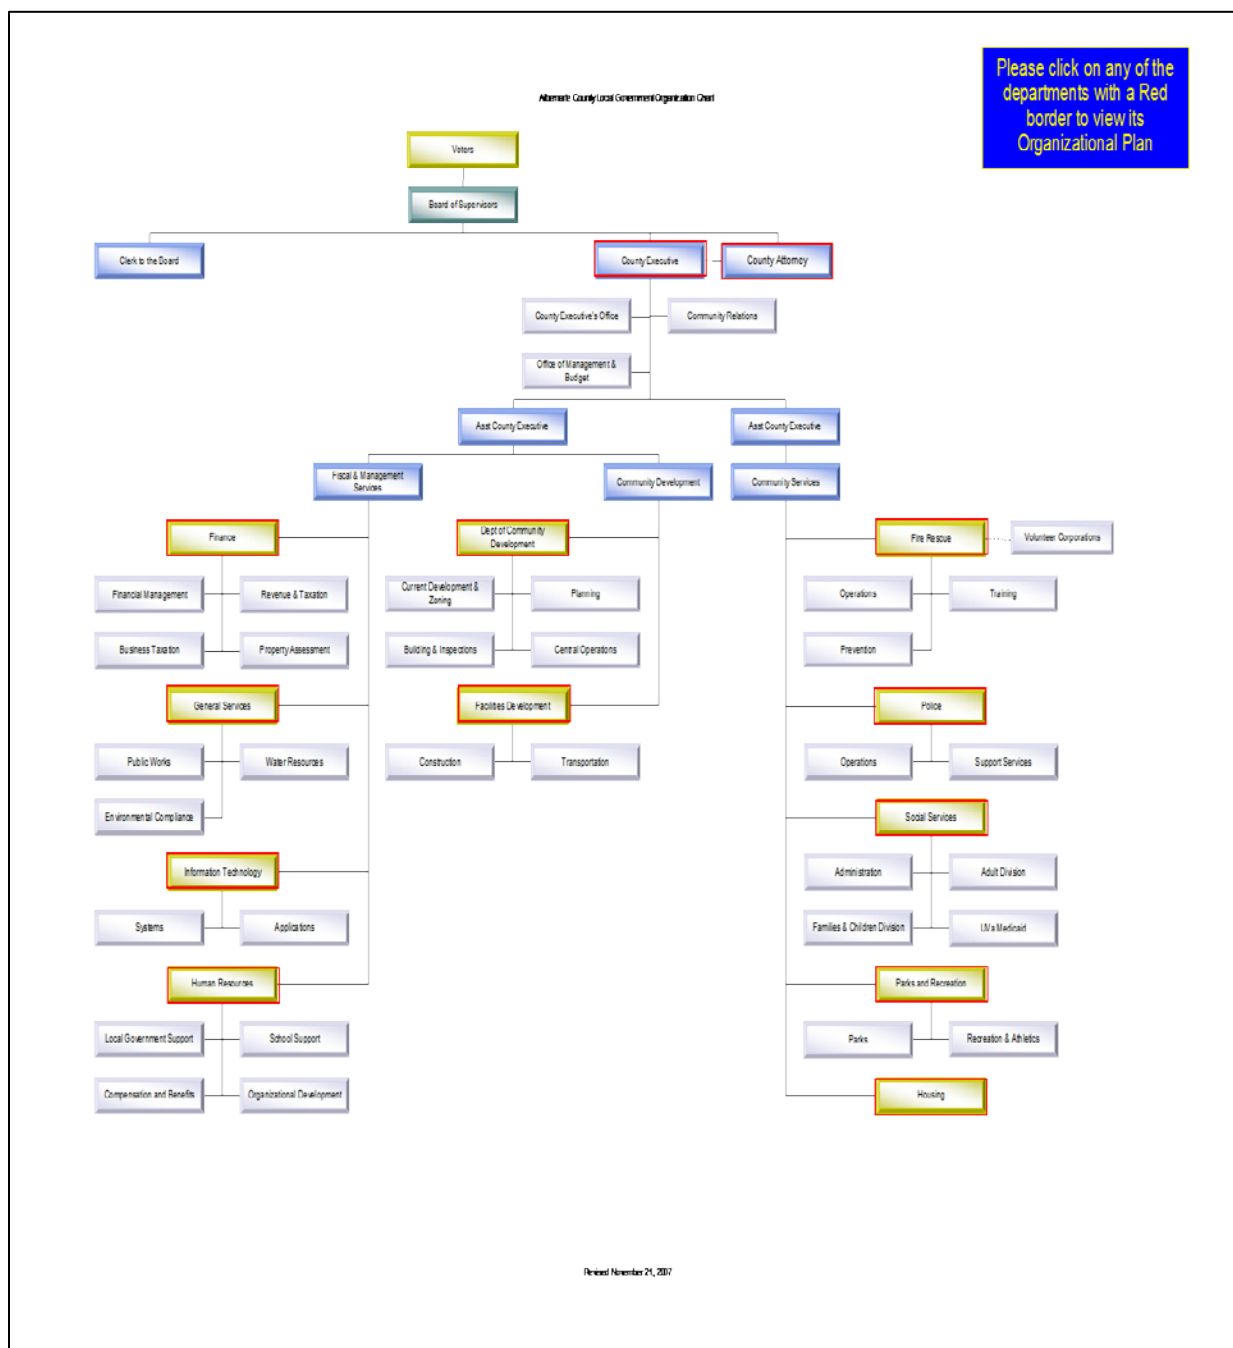 Please click on any of the
departments with a Red
border to view its
Organizational Plan
Albemarle County Local Government Organization Chart
Voters
Board of Supervisors
Clerk to the Board
County Executive
County Attorney
County Executive's Office
Community Relations
Office of Management &
Budget
Asst County Executive
Asst County Executive
Fiscal & Management
Services
Community Development
Community Services
Finance
Dept of Community
Development
Fire Rescue
Volunteer Corporations
Financial Management
Revenue & Taxation
Current Development &
Zoning
Planning
Operations
Training
Business Taxation
Property Assessment
Building & Inspections
Central Operations
Prevention
General Services
Facilities Development
Police
Public Works
Water Resources
Construction
Transportation
Operations
Support Services
Environmental Compliance
Social Services
Information Technology
Administration
Adult Division
Systems
Applications
Families & Children Division
UVa Medicaid
Human Resources
Parks and Recreation
Local Government Support
School Support
Parks
Recreation & Athletics
Compensation and Benefits
Organizational Development
Housing
Revised November 21, 2007